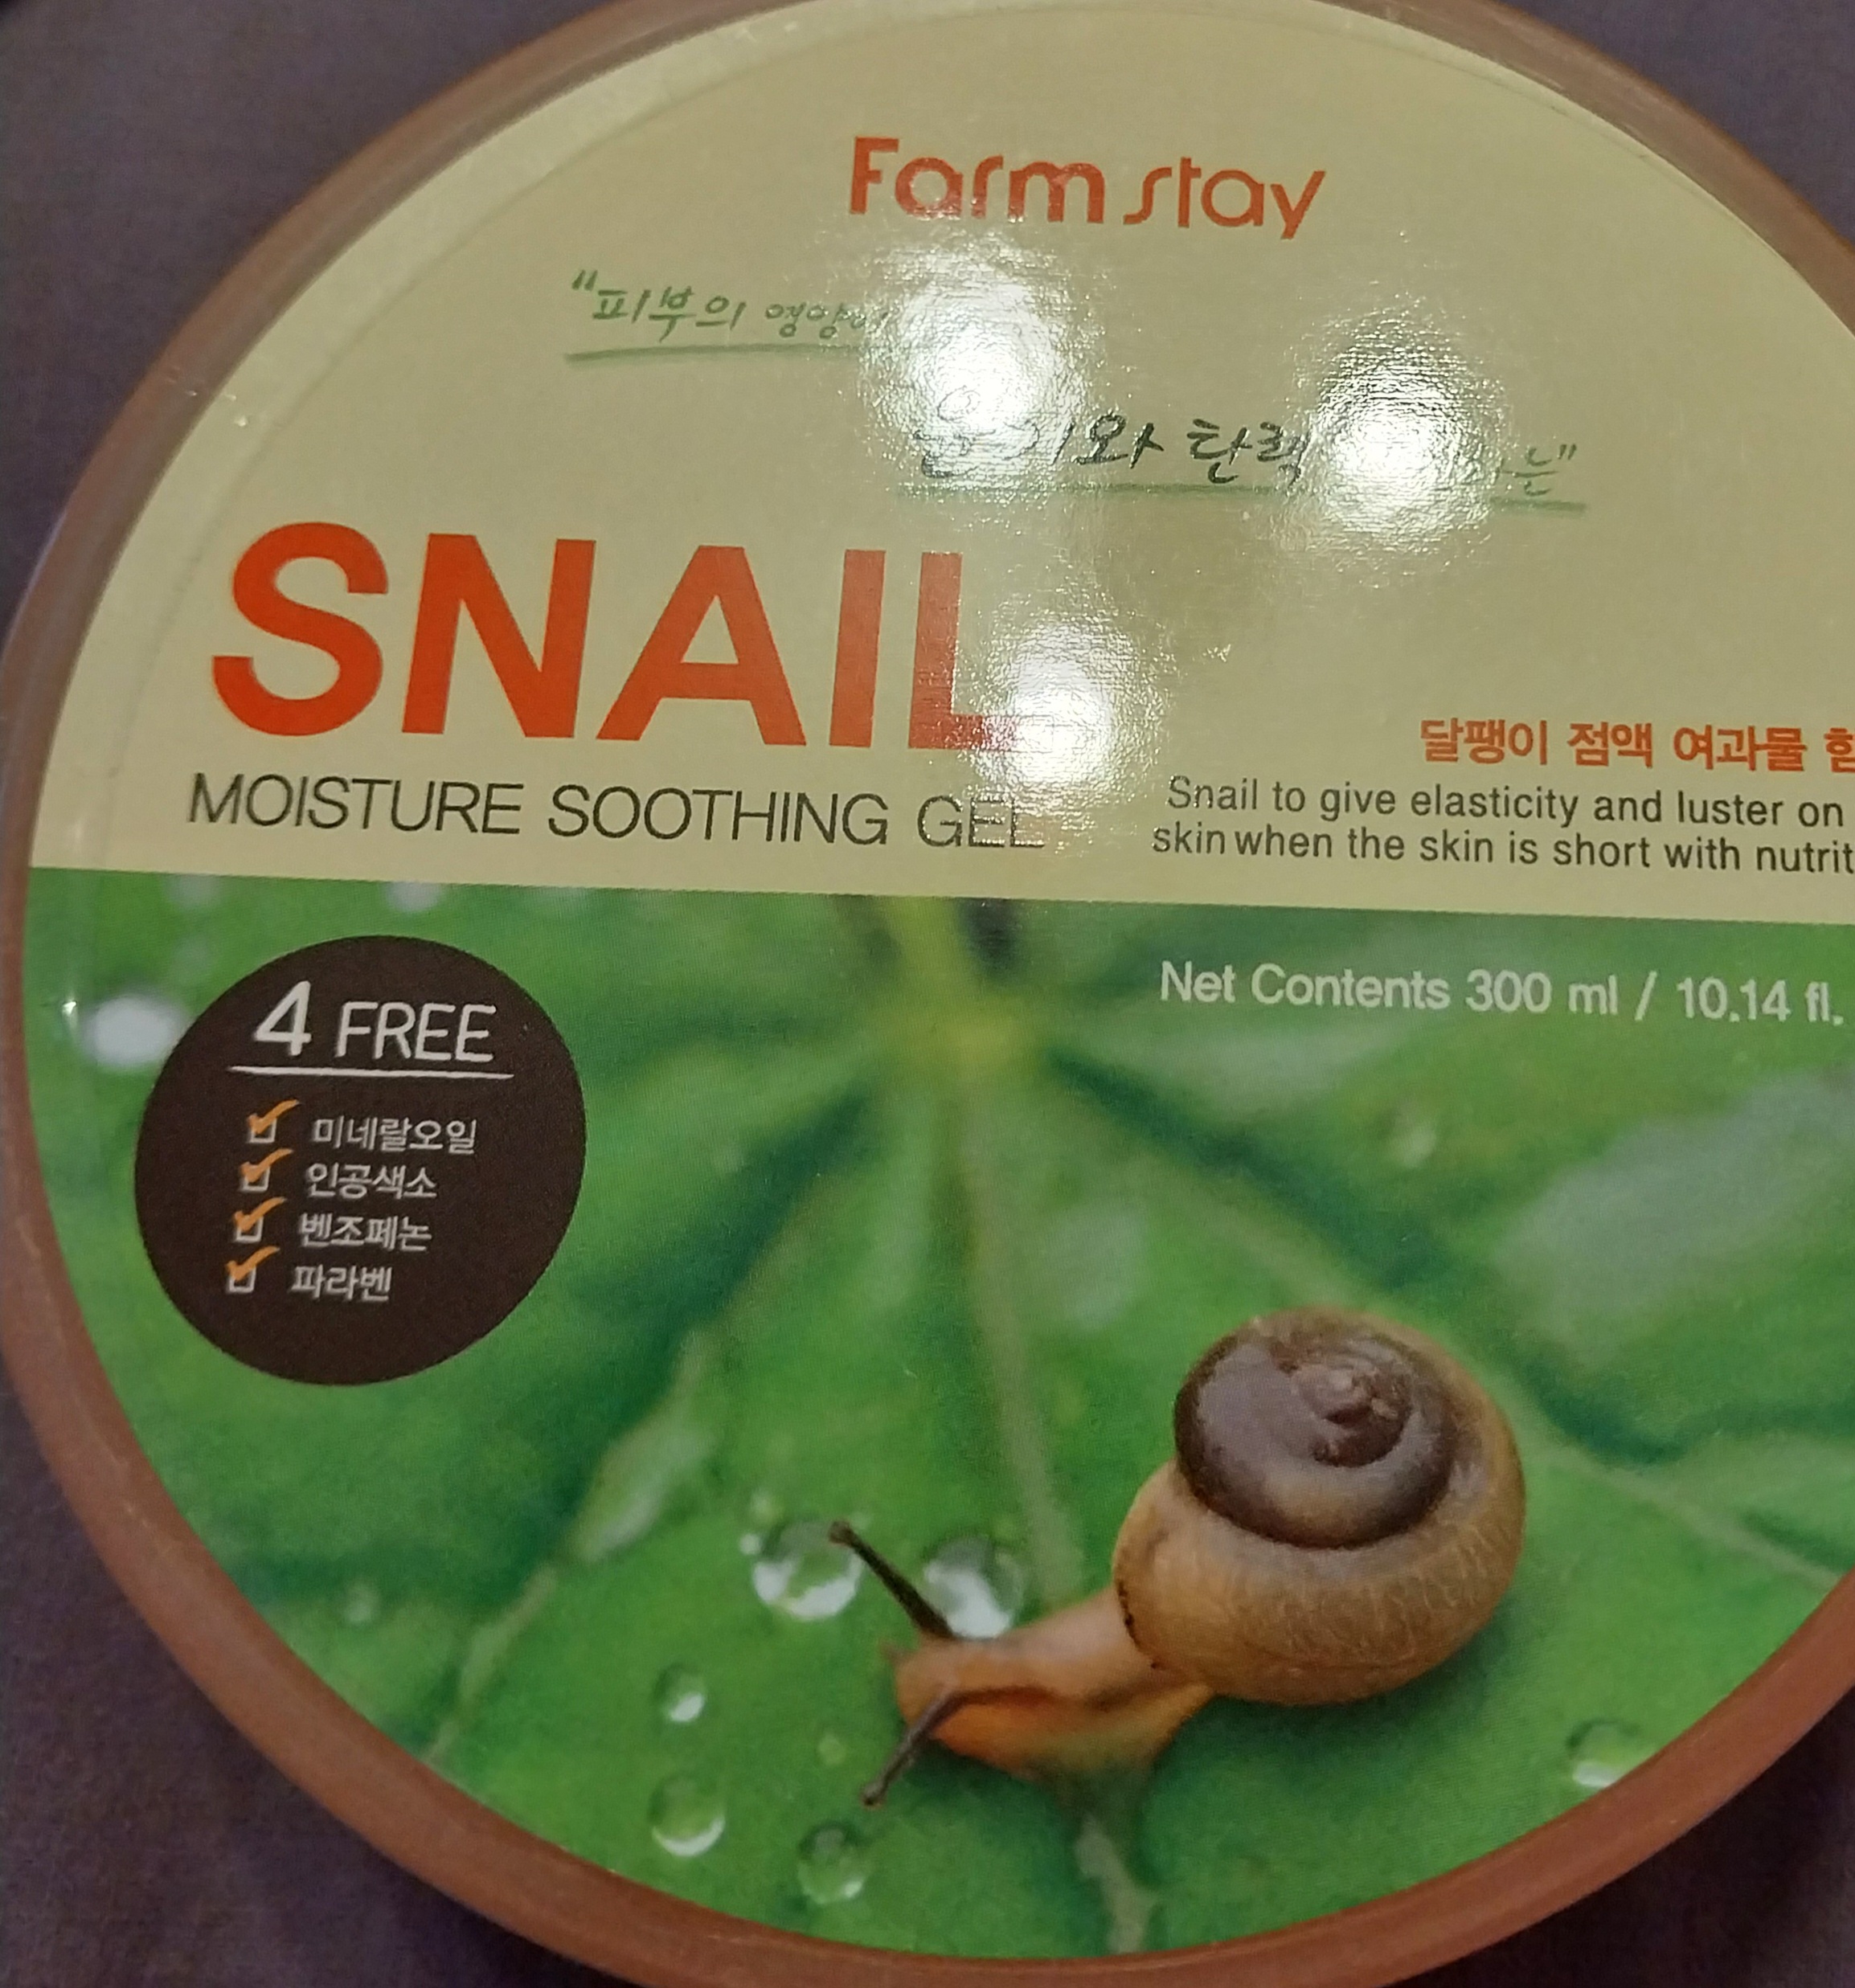 Farm stay
"피부의
와 탄력
SNAIL
MOISTURE SOOTHING GEL
달팽이 점액 여과물
Snail to give elasticity and luster on
skin when the skin is short with
Net Contents 300 ml / 10.14 fl.
4 FREE
미네랄오일
인공색소
벤조페논
파라벤